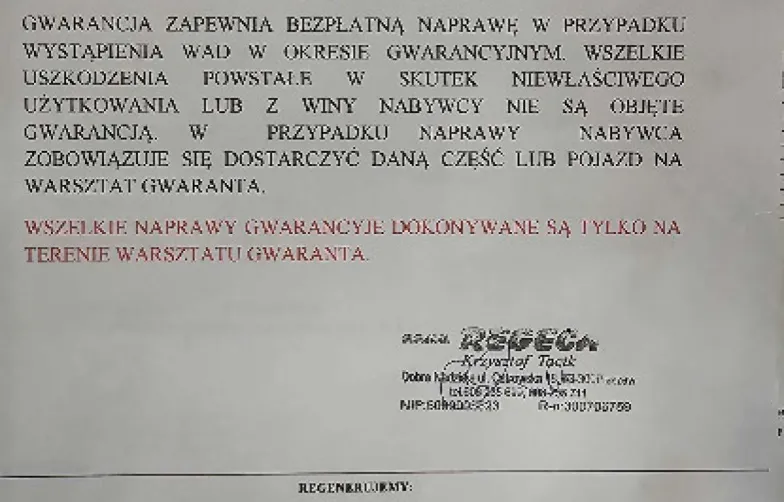 GWARANCJA ZAPEWNIA BEZPŁATNĄ NAPRAWĘ W PRZYPADKU
WYSTĄPIENIA WAD W OKRESIE GWARANCYJNYM. WSZELKIE
USZKODZENIA POWSTAŁE W SKUTEK NIEWŁAŚCIWEGO
UŻYTKOWANIA LUB Z WINY NABYWCY NIE SĄ OBJĘTE
GWARANCJĄ. W PRZYPADKU NAPRAWY NABYWCA
ZOBOWIĄZUJE SIĘ DOSTARCZYĆ DANĄ CZĘŚĆ LUB POJAZD NA
WARSZTAT GWARANTA.
WSZELKIE NAPRAWY GWARANCYJE DOKONYWANE SĄ TYLKO NA
TERENIE WARSZTATU GWARANTA.
Krzysztof Tacik
ul.
REGENERUJEMY: